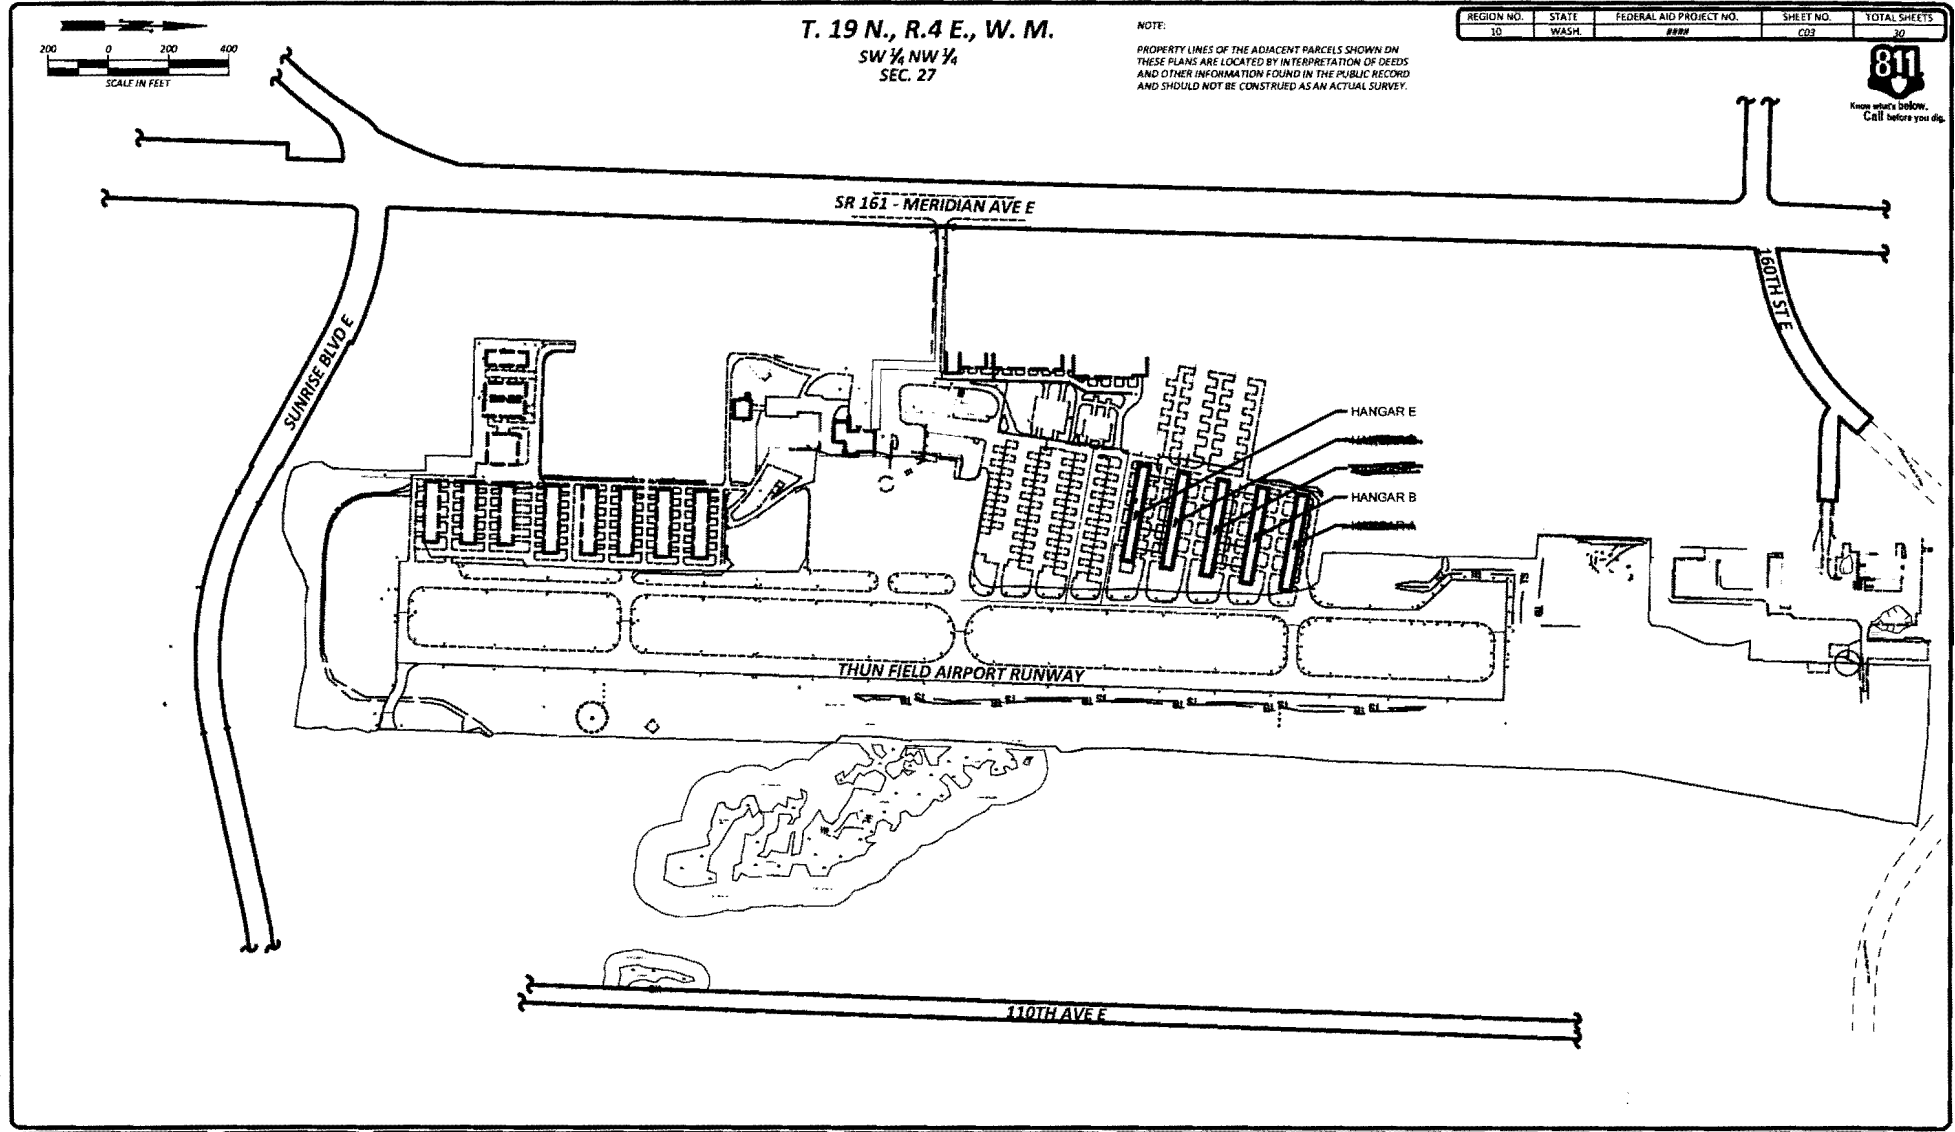 T. 19 N., R.4 E., W. M.
SW ¼ NW ¼
SEC. 27
NOTE:
PROPERTY LINES OF THE ADJACENT PARCELS SHOWN ON
THESE PLANS ARE LOCATED BY INTERPRETATION OF DEEDS
AND OTHER INFORMATION FOUND IN THE PUBLIC RECORD
AND SHOULD NOT BE CONSTRUED AS AN ACTUAL SURVEY.
REGION NO. STATE FEDERAL AID PROJECT NO. SHEET NO. TOTAL SHEETS
10 WASH. #### C03 30
811
Know what's below.
Call before you dig.
200 0 200 400
SCALE IN FEET
SR 161 - MERIDIAN AVE E
160TH ST E
SUNRISE BLVD E
HANGAR E
HANGAR B
HANGAR A
THUN FIELD AIRPORT RUNWAY
110TH AVE E